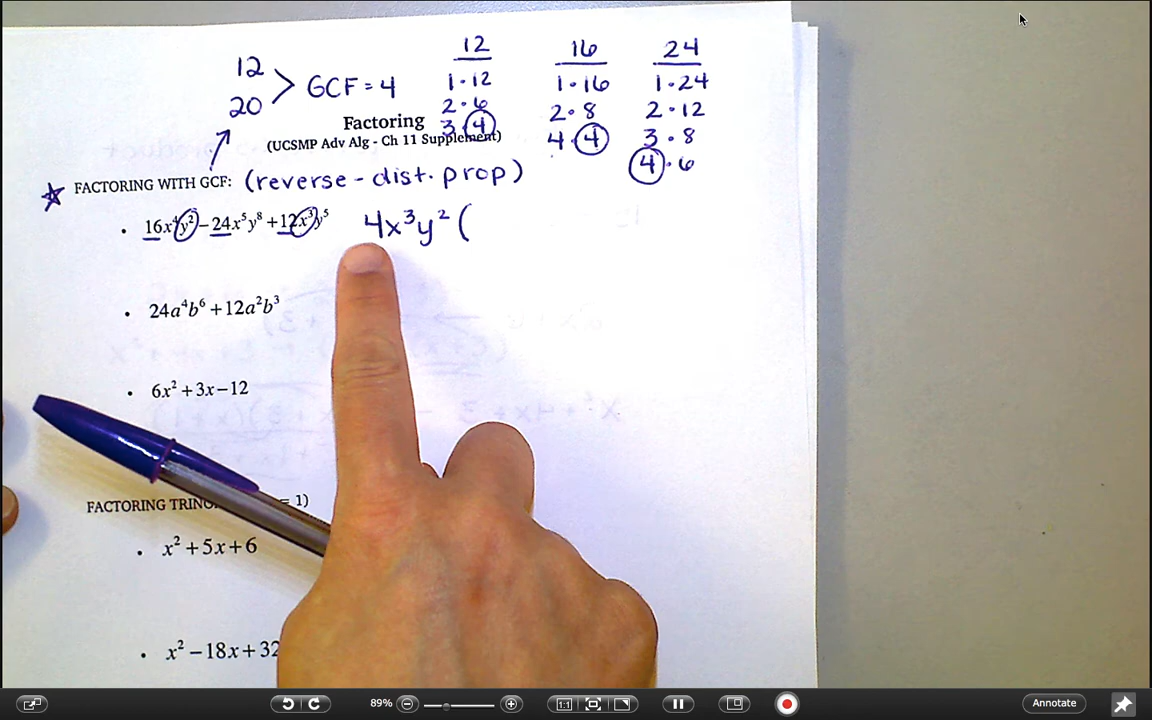 12
20 > GCF = 4
12
1·12
2·6
3·4
16
1·16
2·8
4·4
24
1·24
2·12
3·8
4·6
Factoring
(UCSMP Adv Alg - Ch 11 Supplement)
☆ FACTORING WITH GCF: (reverse - dist. prop)
• 16x⁴y² − 24x⁵y⁸ + 12x³y⁵ 4x³y² (
• 24a⁴b⁶ + 12a²b³
• 6x² + 3x − 12
FACTORING = 1)
• x² + 5x + 6
• x² − 18x + 32
89%
1:1
Annotate